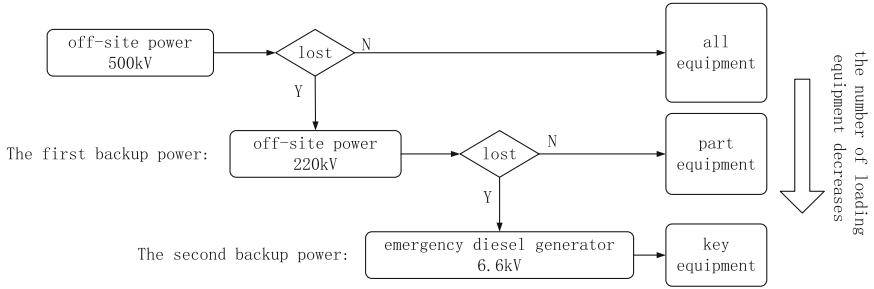 off-site power
500kV
lost
N
all
equipment
Y
The first backup power:
off-site power
220kV
lost
N
part
equipment
Y
The second backup power:
emergency diesel generator
6.6kV
key
equipment
the number of loading
equipment decreases